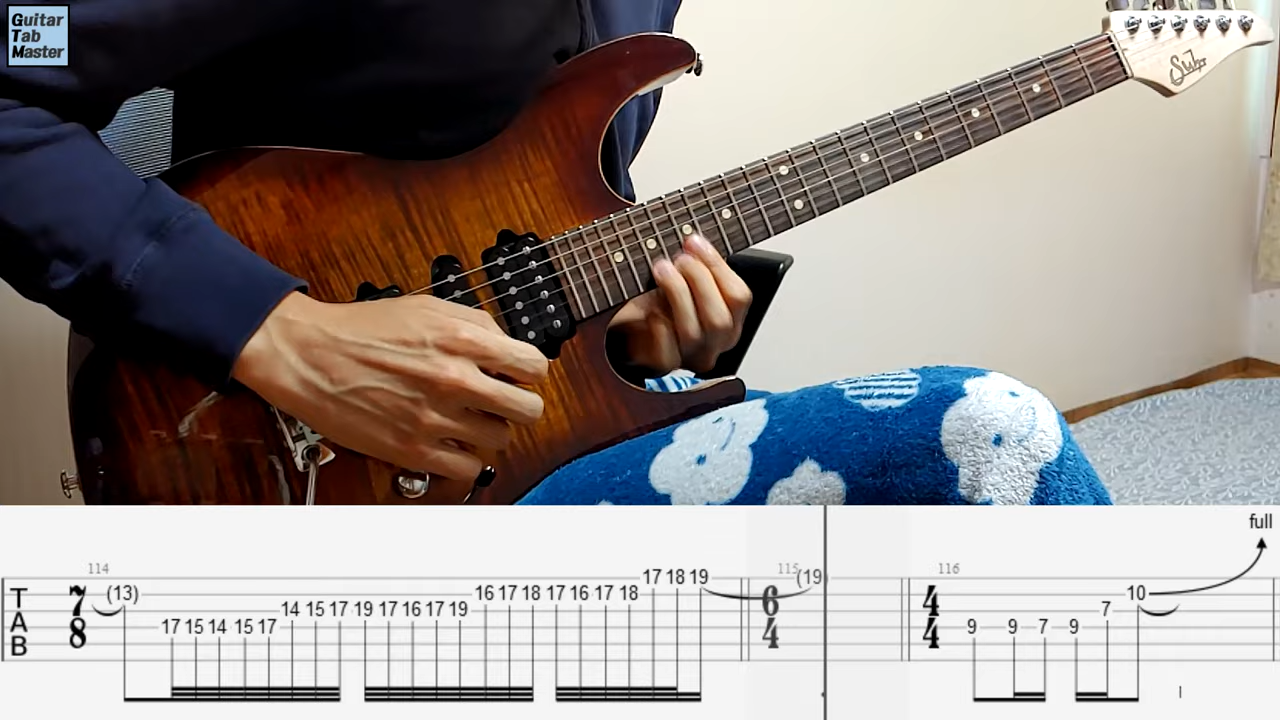 Guitar
Tab
Master
Suhr
114
115
116
full
T
A
B
7
8
6
4
4
4
(13)
17 18 19
(19)
16 17 18 17 16 17 18
10
14 15 17 19 17 16 17 19
7
17 15 14 15 17
9 9 7 9